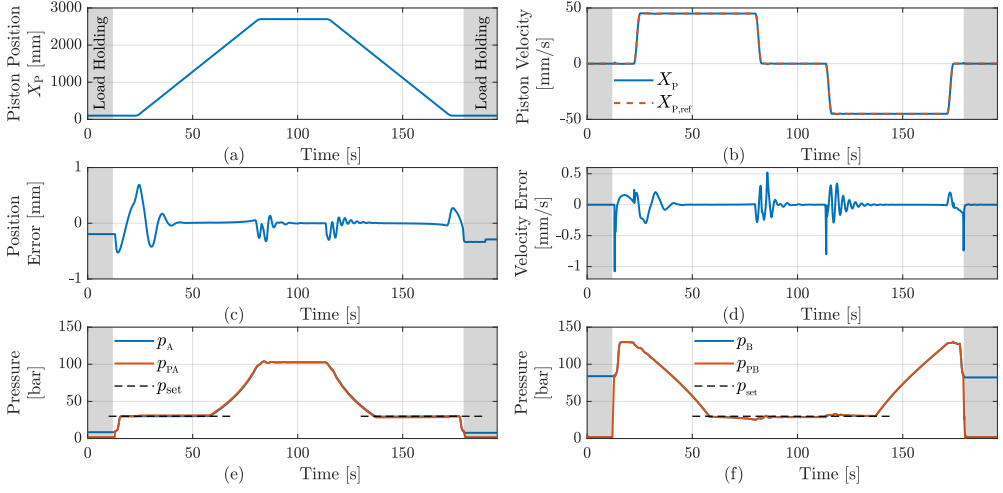 Piston Position
X_P [mm]
3000
2000
1000
0
Load Holding
Load Holding
0
50
100
150
(a)
Time [s]
Piston Velocity
[mm/s]
50
0
-50
X_P
X_P,ref
0
50
100
150
(b)
Time [s]
Position
Error [mm]
1
0
-1
0
50
100
150
(c)
Time [s]
Velocity Error
[mm/s]
0.5
0
-0.5
-1
0
50
100
150
(d)
Time [s]
Pressure
[bar]
150
100
50
0
p_A
p_PA
p_set
0
50
100
150
(e)
Time [s]
Pressure
[bar]
150
100
50
0
p_B
p_PB
p_set
0
50
100
150
(f)
Time [s]